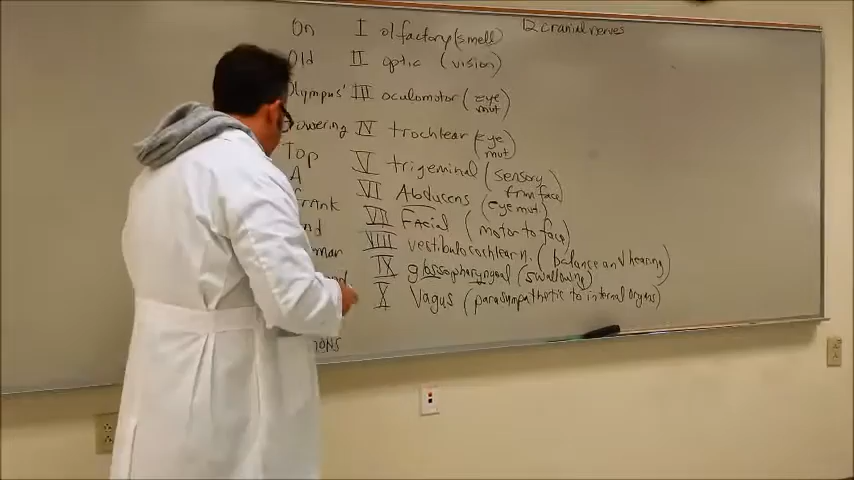 On I olfactory (smell) 12 cranial nerves
Old II optic (vision)
Olympus' III oculomotor (eye mvt)
Towering IV trochlear (eye mvt)
Top V trigeminal (sensory from face)
A VI Abducens (eye mvt)
VII Facial (motor to face)
VIII vestibulocochlear n. (balance and hearing)
IX glossopharyngeal (swallowing)
X Vagus (parasympathetic to internal organs)